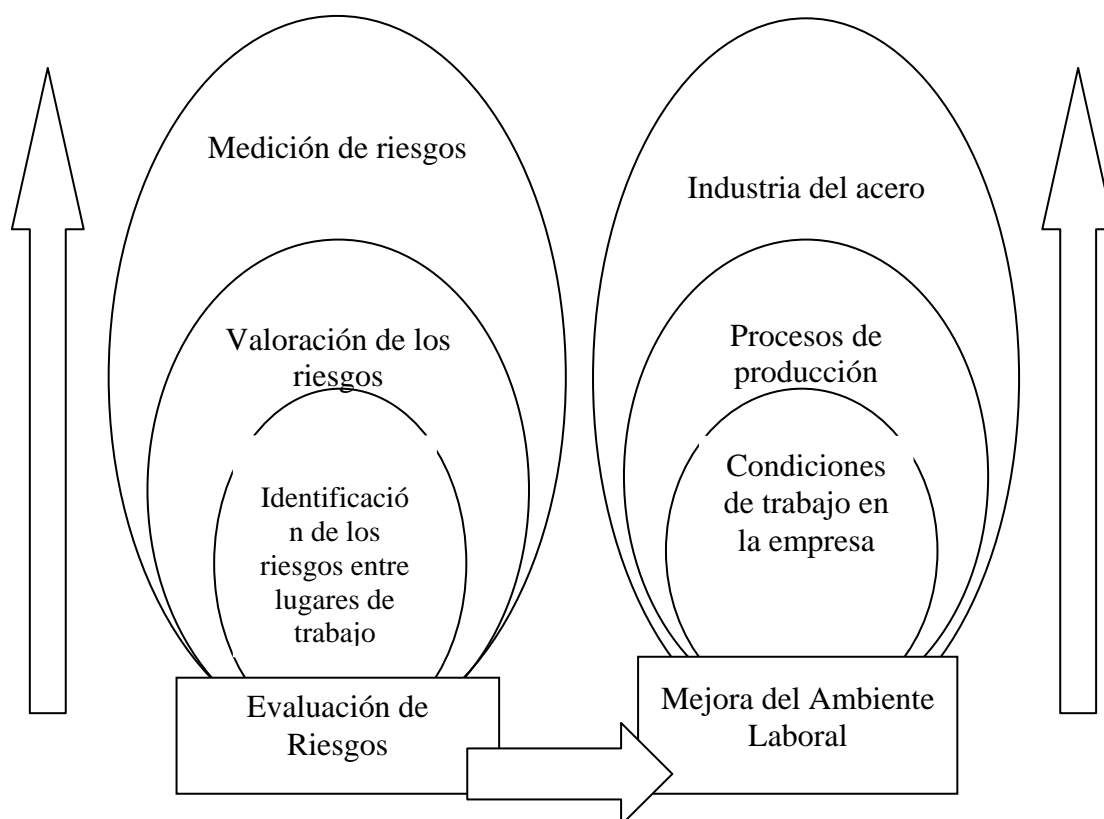 Medición de riesgos
Valoración de los
riesgos
Identificació
n de los
riesgos entre
lugares de
trabajo
Evaluación de
Riesgos
Industria del acero
Procesos de
producción
Condiciones
de trabajo en
la empresa
Mejora del Ambiente
Laboral